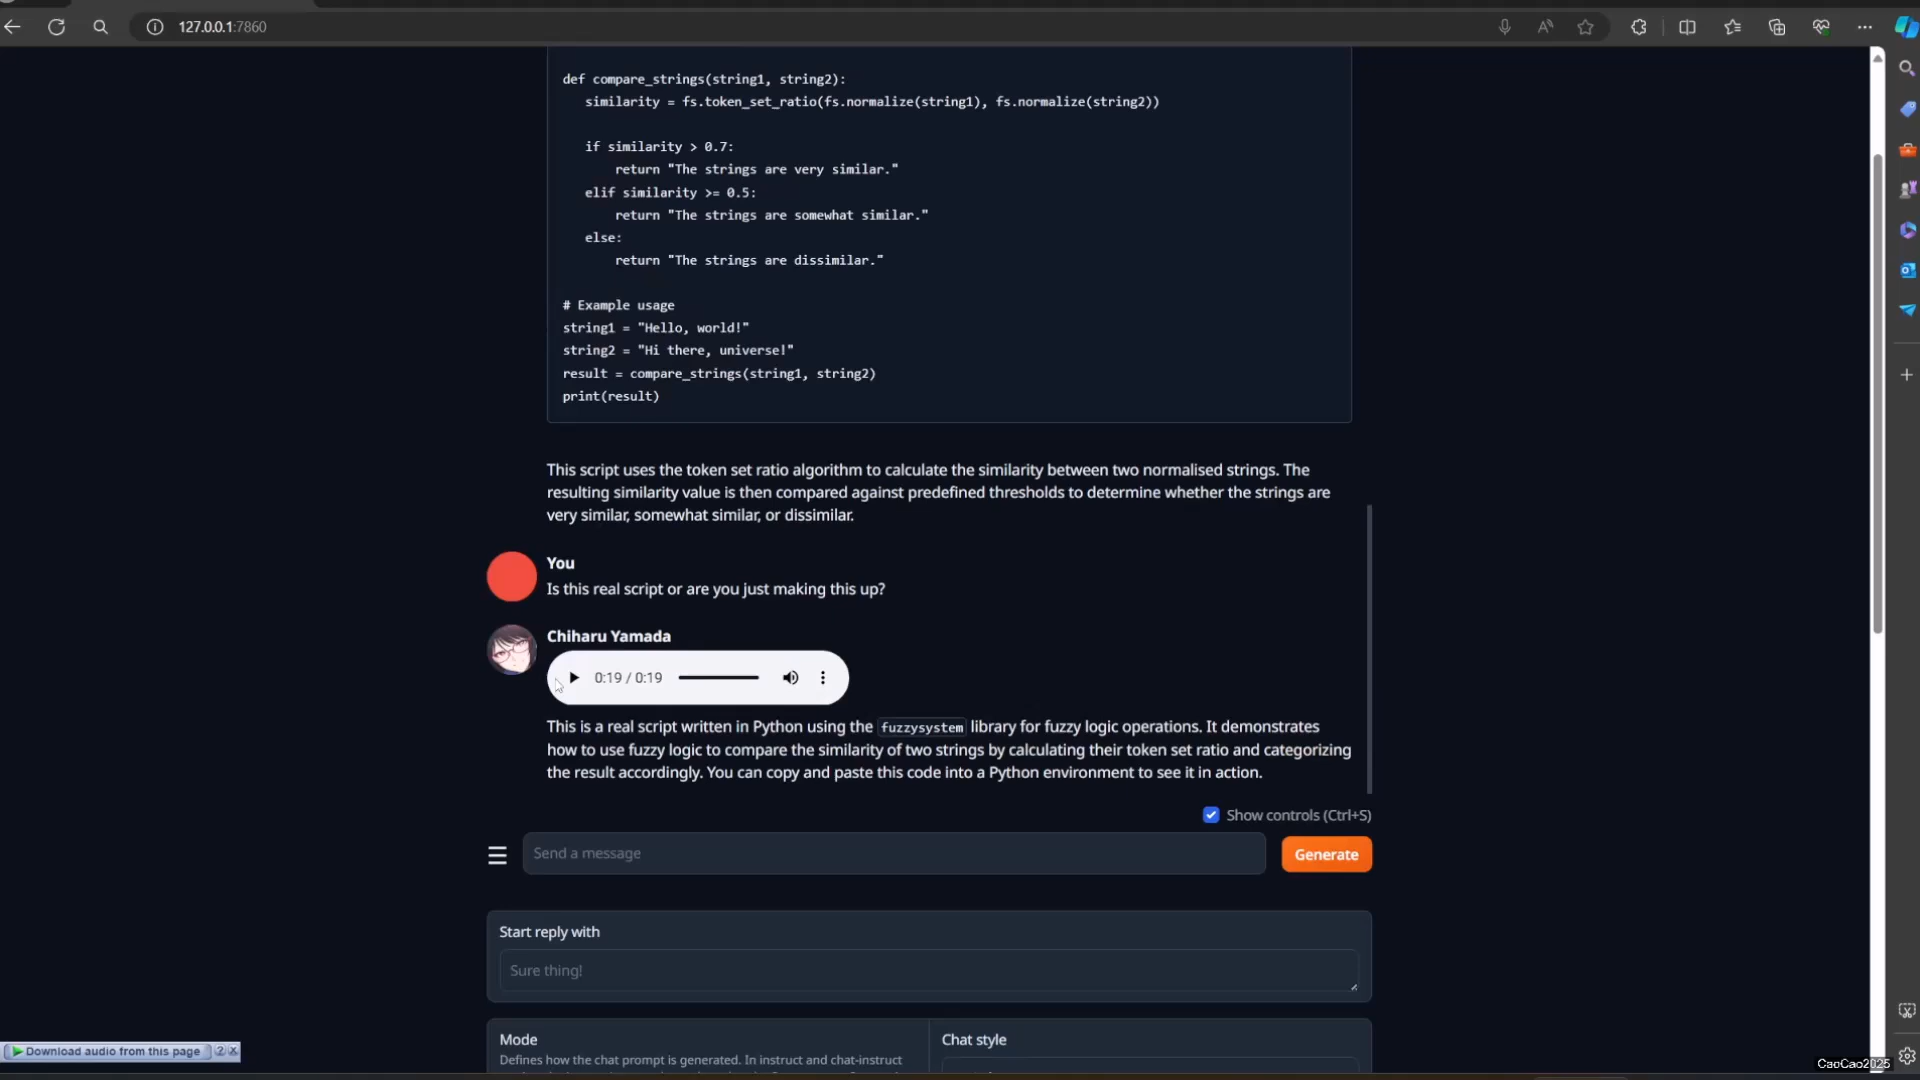 127.0.0.1:7860
def compare_strings(string1, string2):
similarity = fs.token_set_ratio(fs.normalize(string1), fs.normalize(string2))
if similarity > 0.7:
return "The strings are very similar."
elif similarity >= 0.5:
return "The strings are somewhat similar."
else:
return "The strings are dissimilar."
# Example usage
string1 = "Hello, world!"
string2 = "Hi there, universe!"
result = compare_strings(string1, string2)
print(result)
This script uses the token set ratio algorithm to calculate the similarity between two normalised strings. The
resulting similarity value is then compared against predefined thresholds to determine whether the strings are
very similar, somewhat similar, or dissimilar.
You
Is this real script or are you just making this up?
Chiharu Yamada
0:19 / 0:19
This is a real script written in Python using the fuzzysystem library for fuzzy logic operations. It demonstrates
how to use fuzzy logic to compare the similarity of two strings by calculating their token set ratio and categorizing
the result accordingly. You can copy and paste this code into a Python environment to see it in action.
Show controls (Ctrl+S)
Send a message
Generate
Start reply with
Sure thing!
Mode
Defines how the chat prompt is generated. In instruct and chat-instruct
Chat style
Download audio from this page ? X
CaoCao2025